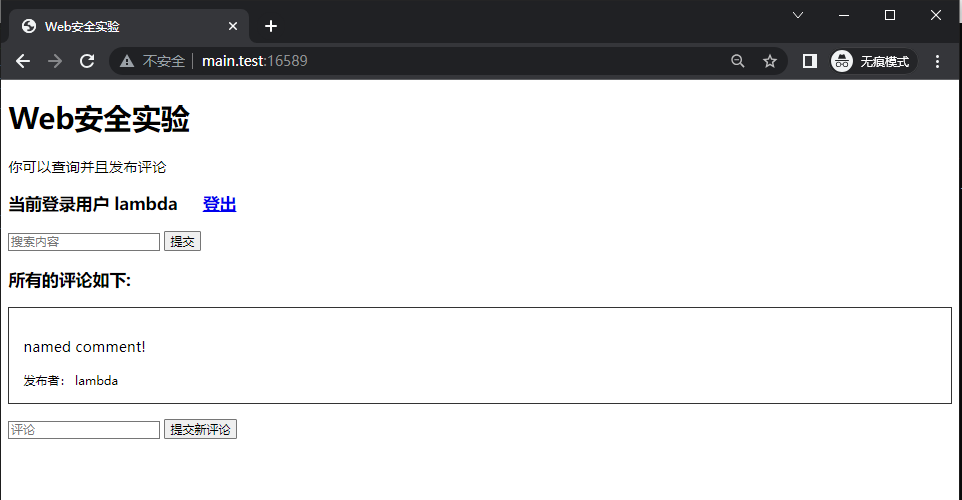 Web安全实验
不安全 main.test:16589 无痕模式
Web安全实验
你可以查询并且发布评论
当前登录用户 lambda 登出
搜索内容 提交
所有的评论如下:
named comment!
发布者: lambda
评论 提交新评论